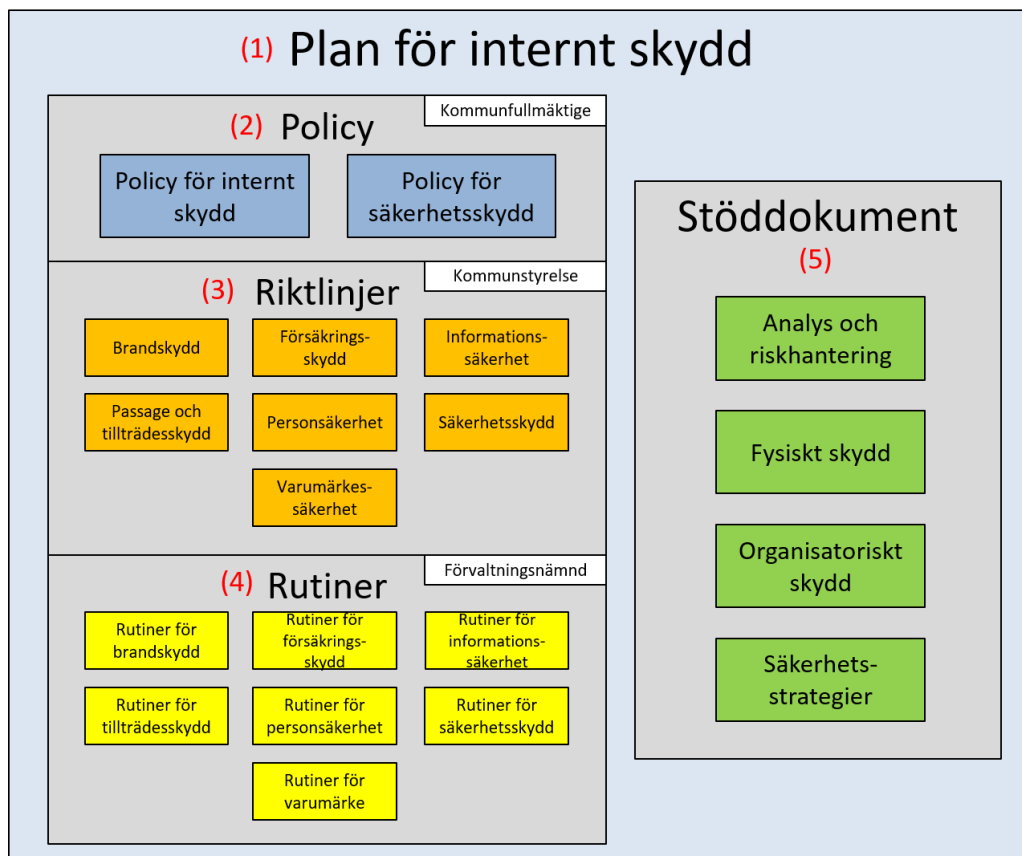 (1) Plan för internt skydd
Kommunfullmäktige
(2) Policy
Policy för internt
skydd
Policy för
säkerhetsskydd
Kommunstyrelse
(3) Riktlinjer
Brandskydd
Försäkrings-
skydd
Informations-
säkerhet
Passage och
tillträdesskydd
Personsäkerhet
Säkerhetsskydd
Varumärkes-
säkerhet
Förvaltningsnämnd
(4) Rutiner
Rutiner för
brandskydd
Rutiner för
försäkrings-
skydd
Rutiner för
informations-
säkerhet
Rutiner för
tillträdesskydd
Rutiner för
personsäkerhet
Rutiner för
säkerhetsskydd
Rutiner för
varumärke
Stöddokument
(5)
Analys och
riskhantering
Fysiskt skydd
Organisatoriskt
skydd
Säkerhets-
strategier